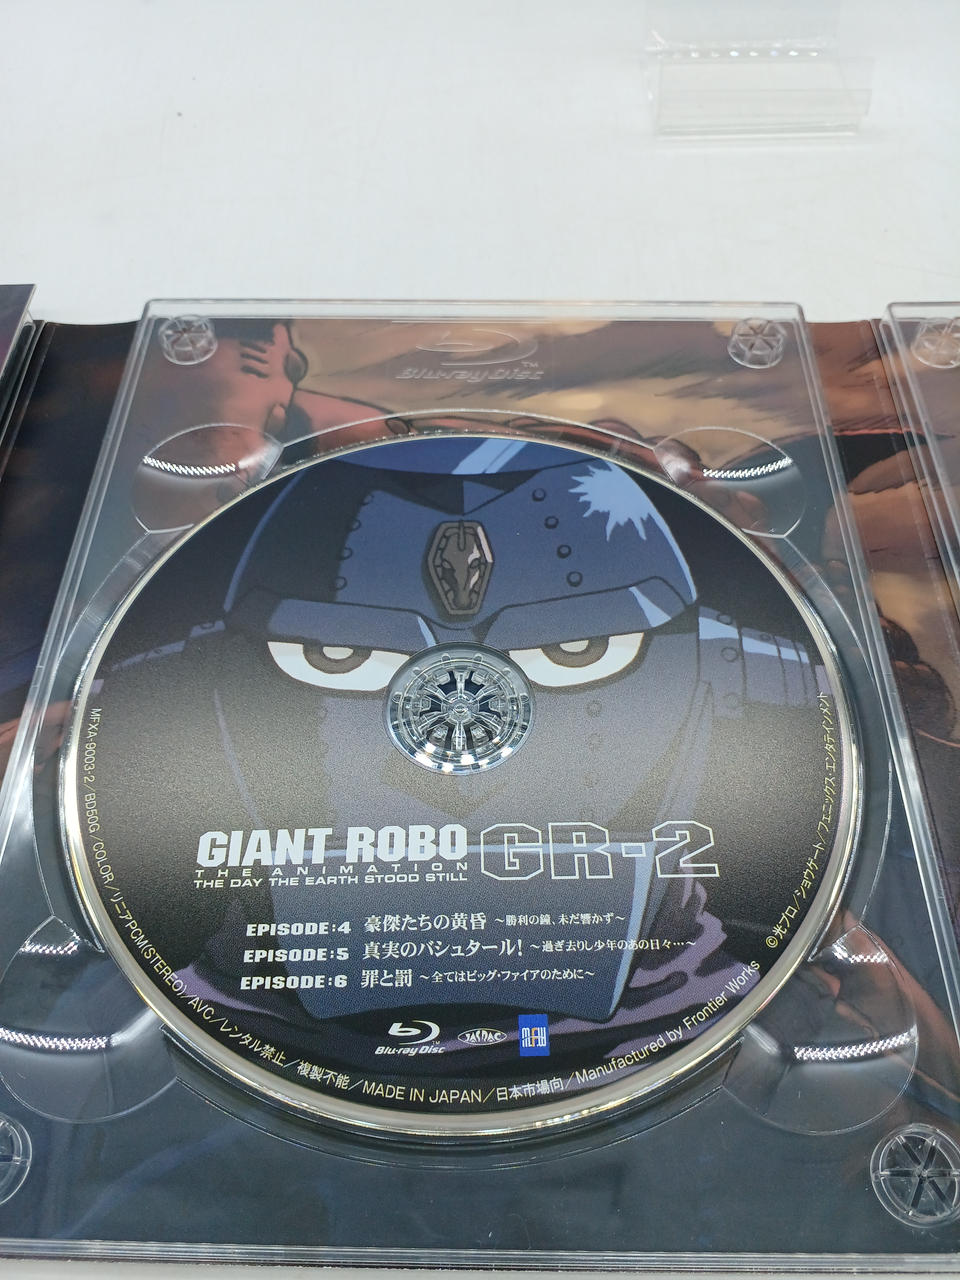 Blu-ray Disc
TM
GIANT ROBO
THE ANIMATION
THE DAY THE EARTH STOOD STILL
GR-2
EPISODE:4 豪傑たちの黄昏 ～勝利の鐘、未だ響かず～
EPISODE:5 真実のバシュタール! ～過ぎ去りし少年のあの日々…～
EPISODE:6 罪と罰 ～全てはビッグ・ファイアのために～
Blu-ray Disc
TM
JASRAC
MFXA-9003-2/BD50G/COLOR/リニアPCM(STEREO)/AVC/レンタル禁止/複製不能/MADE IN JAPAN/日本市場向/Manufactured by Frontier Works
©光プロ/ショウゲート/フェニックス・エンタテインメント